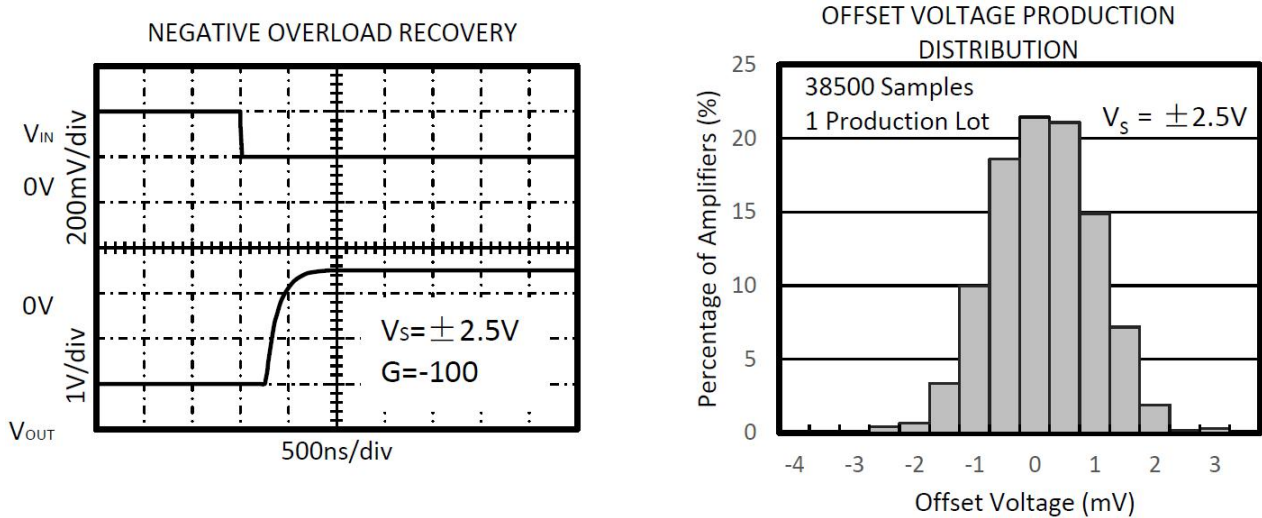 NEGATIVE OVERLOAD RECOVERY
VIN
0V
200mV/div
0V
1V/div
VOUT
VS=±2.5V
G=-100
500ns/div
OFFSET VOLTAGE PRODUCTION
DISTRIBUTION
38500 Samples
1 Production Lot
VS = ±2.5V
Percentage of Amplifiers (%)
25
20
15
10
5
0
-4 -3 -2 -1 0 1 2 3
Offset Voltage (mV)